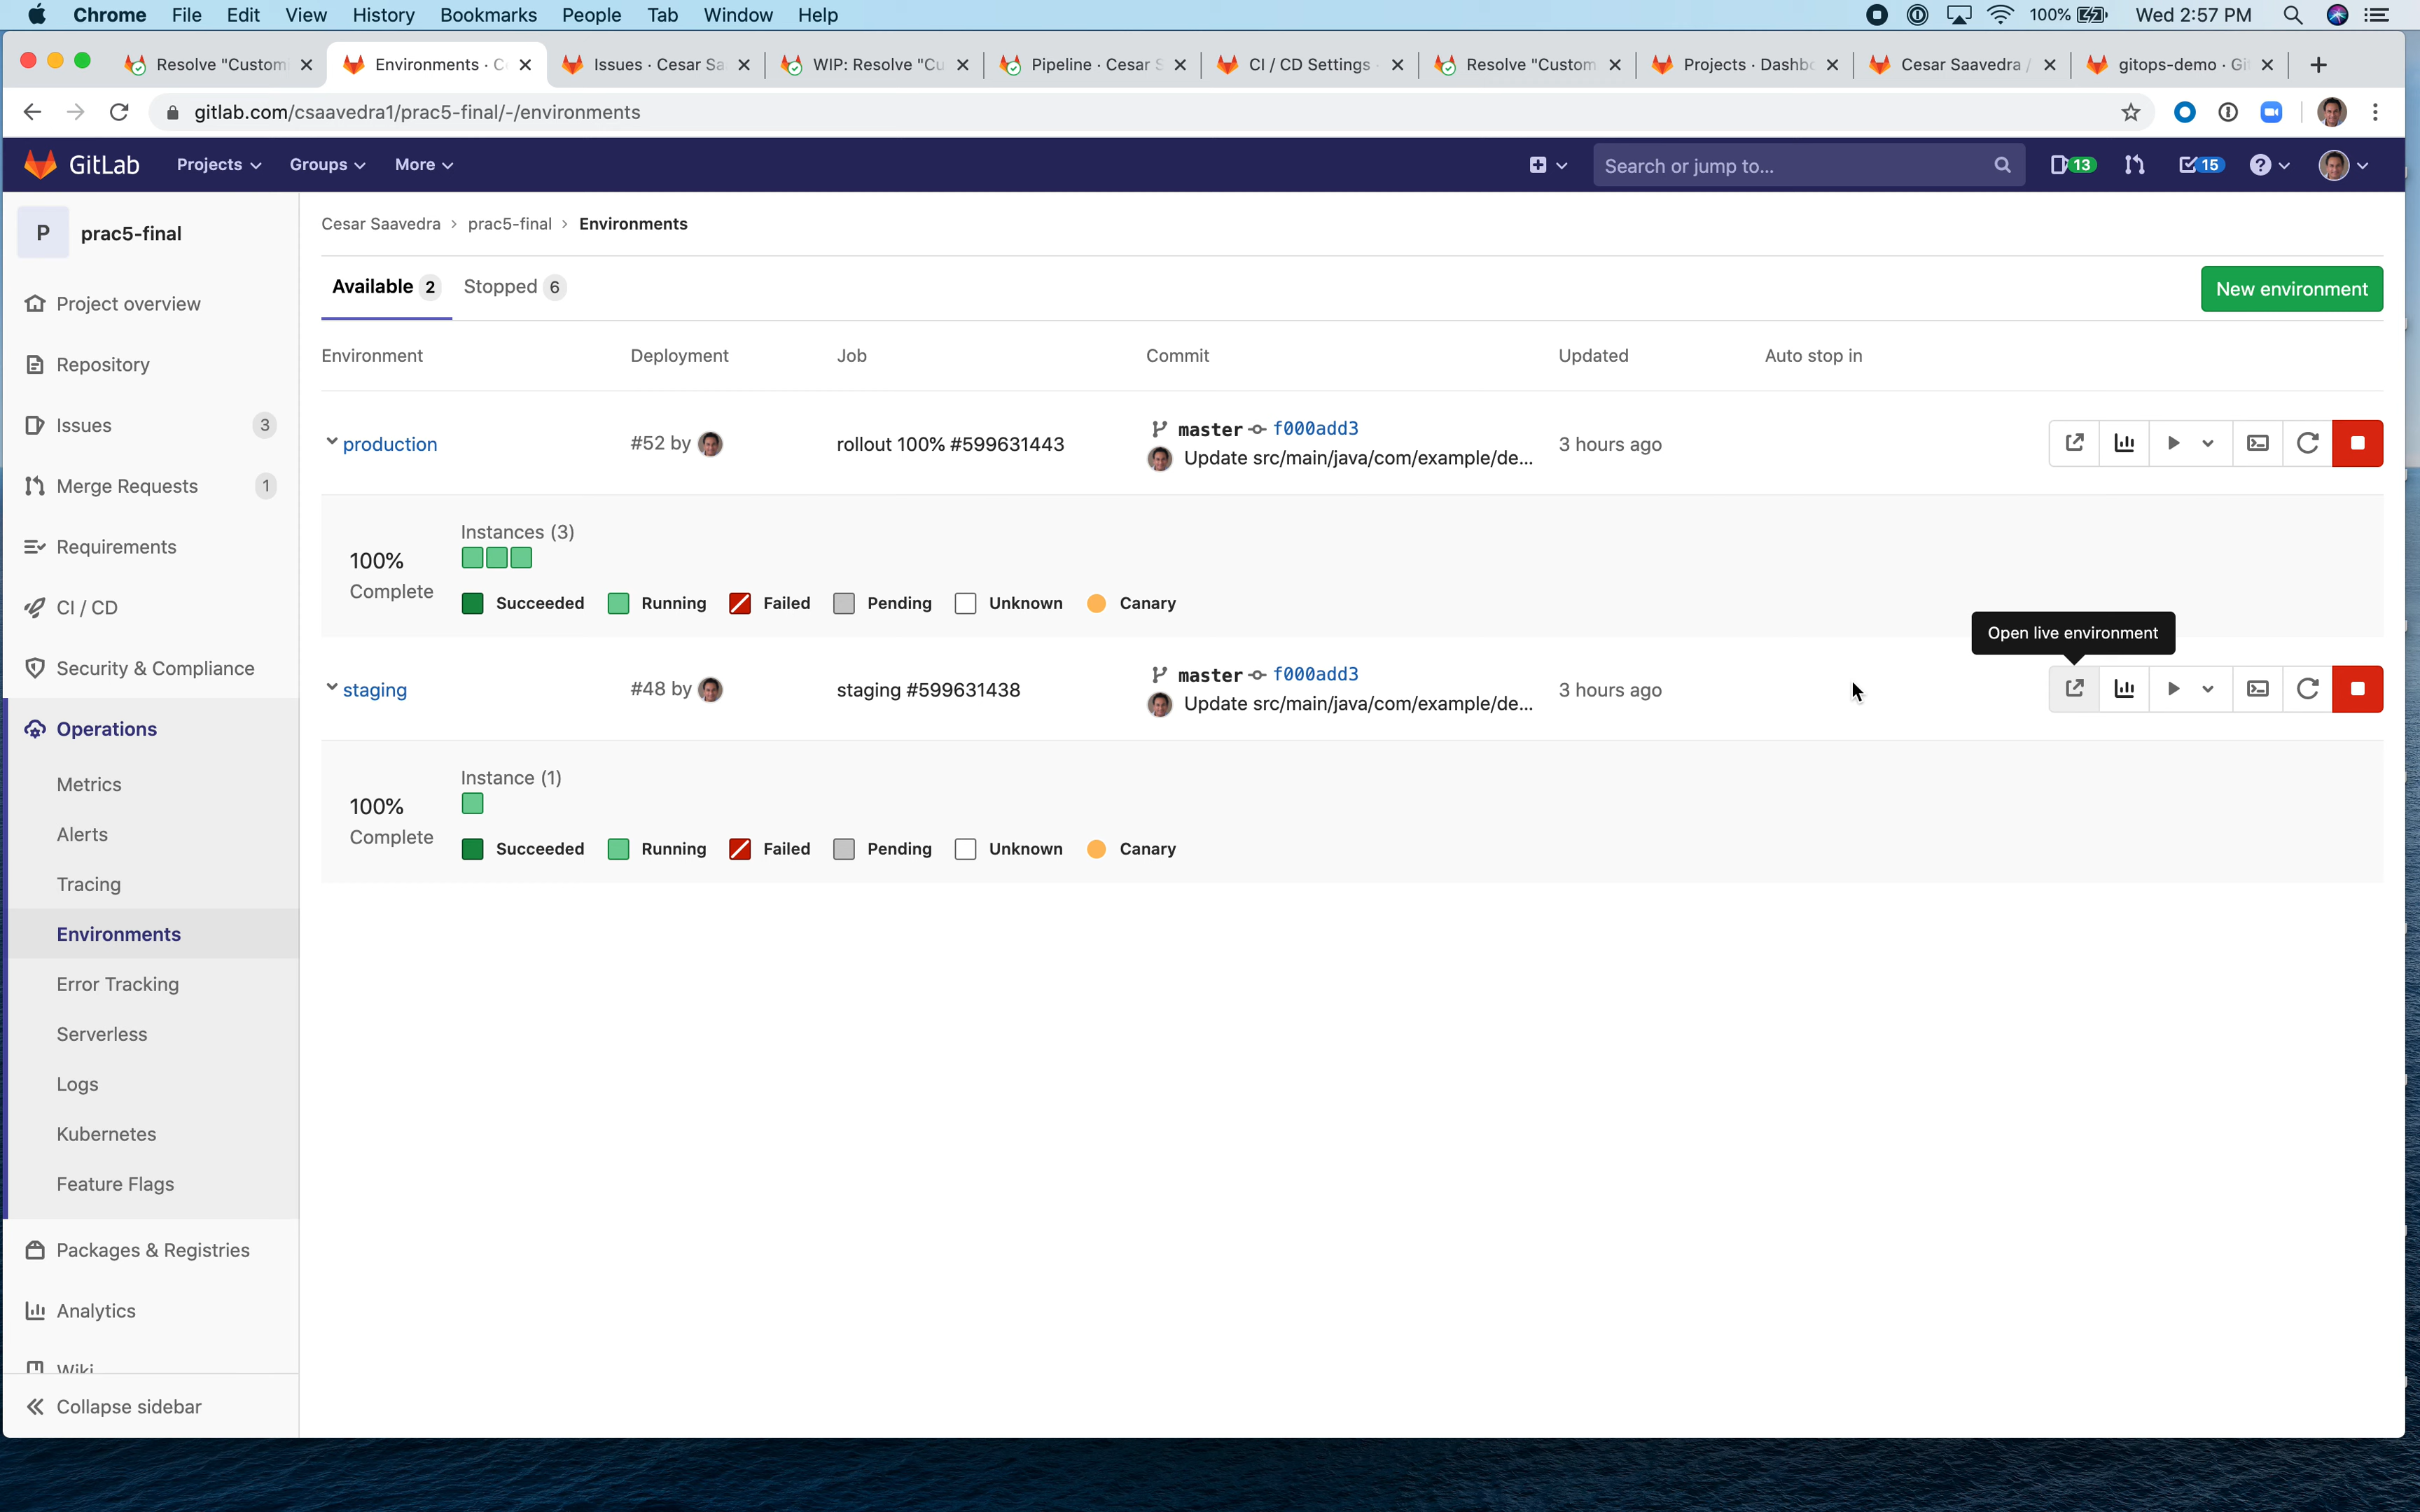 Chrome File Edit View History Bookmarks People Tab Window Help 100% Wed 2:57 PM
Resolve "Custom Environments · C Issues · Cesar Sa WIP: Resolve "Cu Pipeline · Cesar S CI / CD Settings Resolve "Custom Projects · Dashb Cesar Saavedra / gitops-demo · Gi
gitlab.com/csaavedra1/prac5-final/-/environments
GitLab Projects Groups More Search or jump to... 13 15
P prac5-final
Project overview
Repository
Issues 3
Merge Requests 1
Requirements
CI / CD
Security & Compliance
Operations
Metrics
Alerts
Tracing
Environments
Error Tracking
Serverless
Logs
Kubernetes
Feature Flags
Packages & Registries
Analytics
Wiki
Collapse sidebar
Cesar Saavedra > prac5-final > Environments
Available 2 Stopped 6 New environment
Environment Deployment Job Commit Updated Auto stop in
production #52 by rollout 100% #599631443 master f000add3 3 hours ago
Update src/main/java/com/example/de...
Instances (3)
100%
Complete
Succeeded Running Failed Pending Unknown Canary
Open live environment
staging #48 by staging #599631438 master f000add3 3 hours ago
Update src/main/java/com/example/de...
Instance (1)
100%
Complete
Succeeded Running Failed Pending Unknown Canary